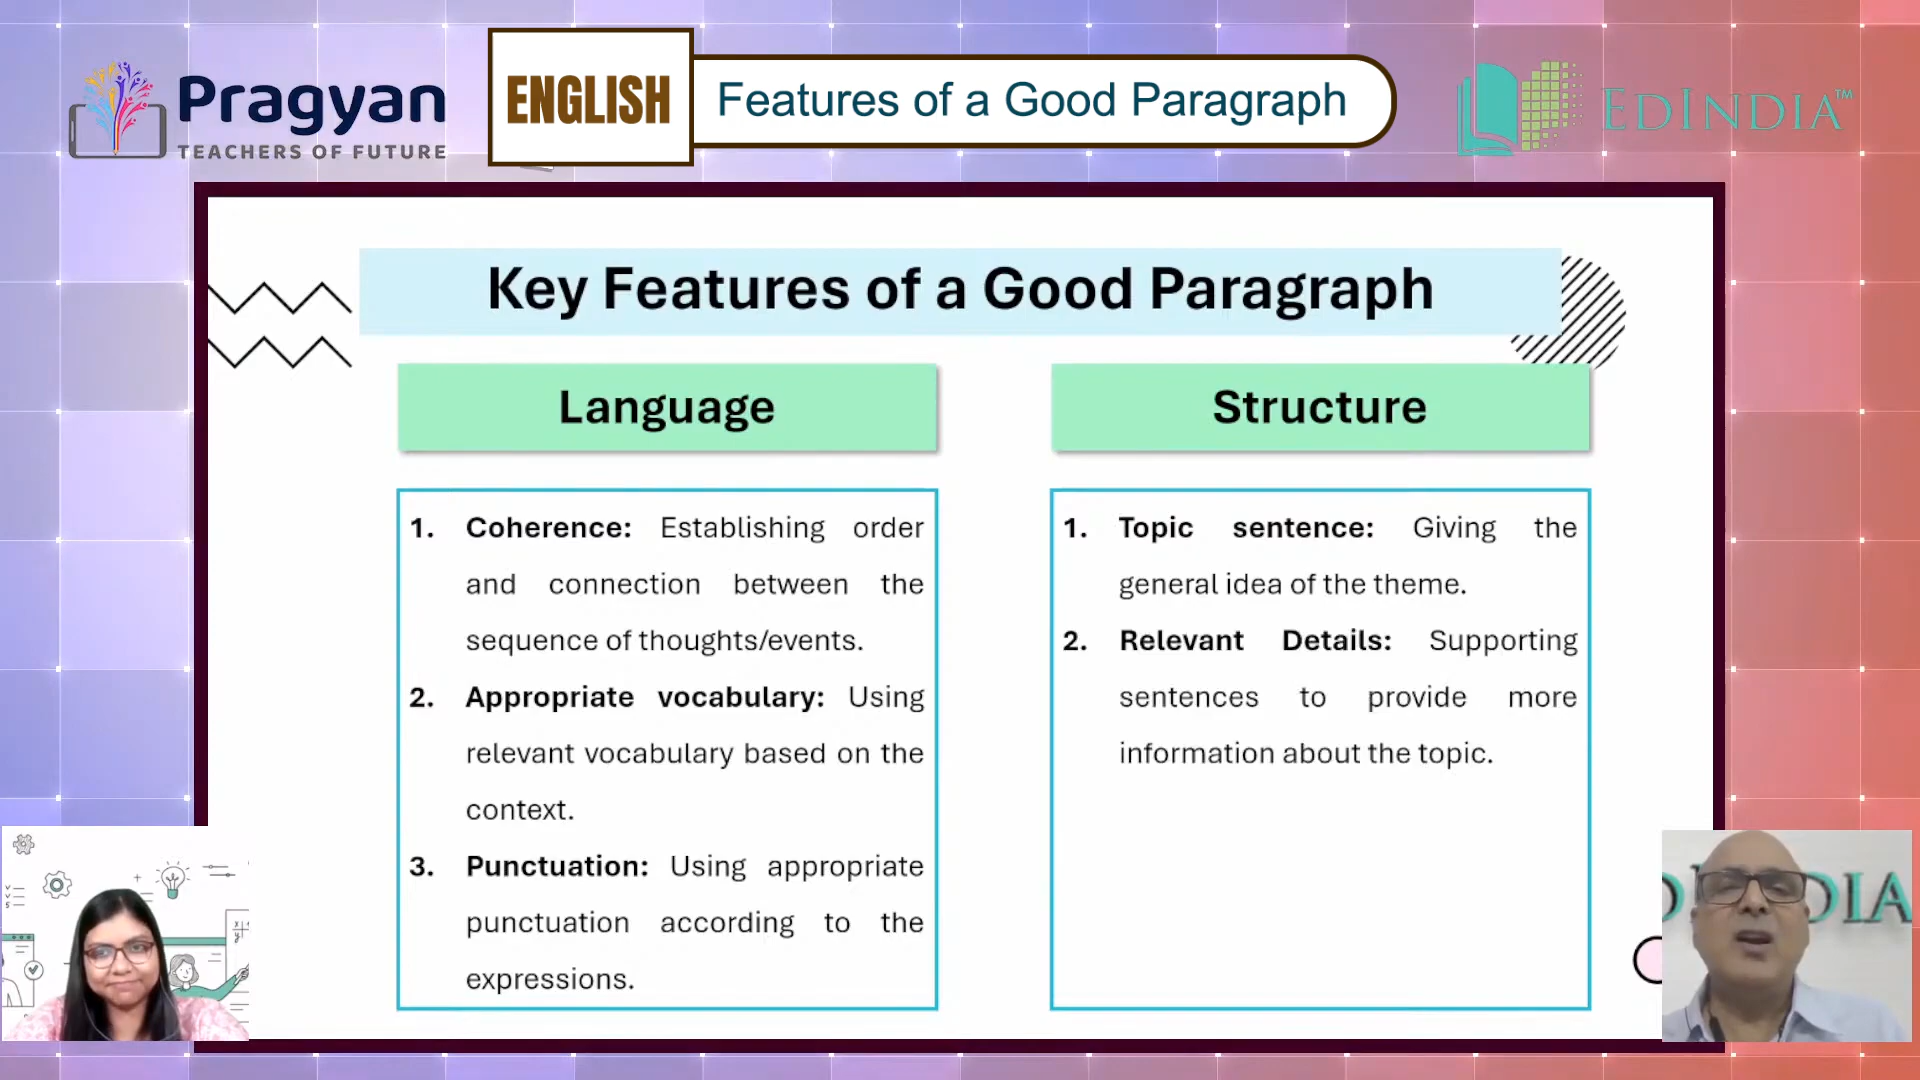 Pragyan
TEACHERS OF FUTURE
ENGLISH
Features of a Good Paragraph
EDINDIA™
Key Features of a Good Paragraph
Language
1. Coherence: Establishing order
and connection between the
sequence of thoughts/events.
2. Appropriate vocabulary: Using
relevant vocabulary based on the
context.
3. Punctuation: Using appropriate
punctuation according to the
expressions.
Structure
1. Topic sentence: Giving the
general idea of the theme.
2. Relevant Details: Supporting
sentences to provide more
information about the topic.